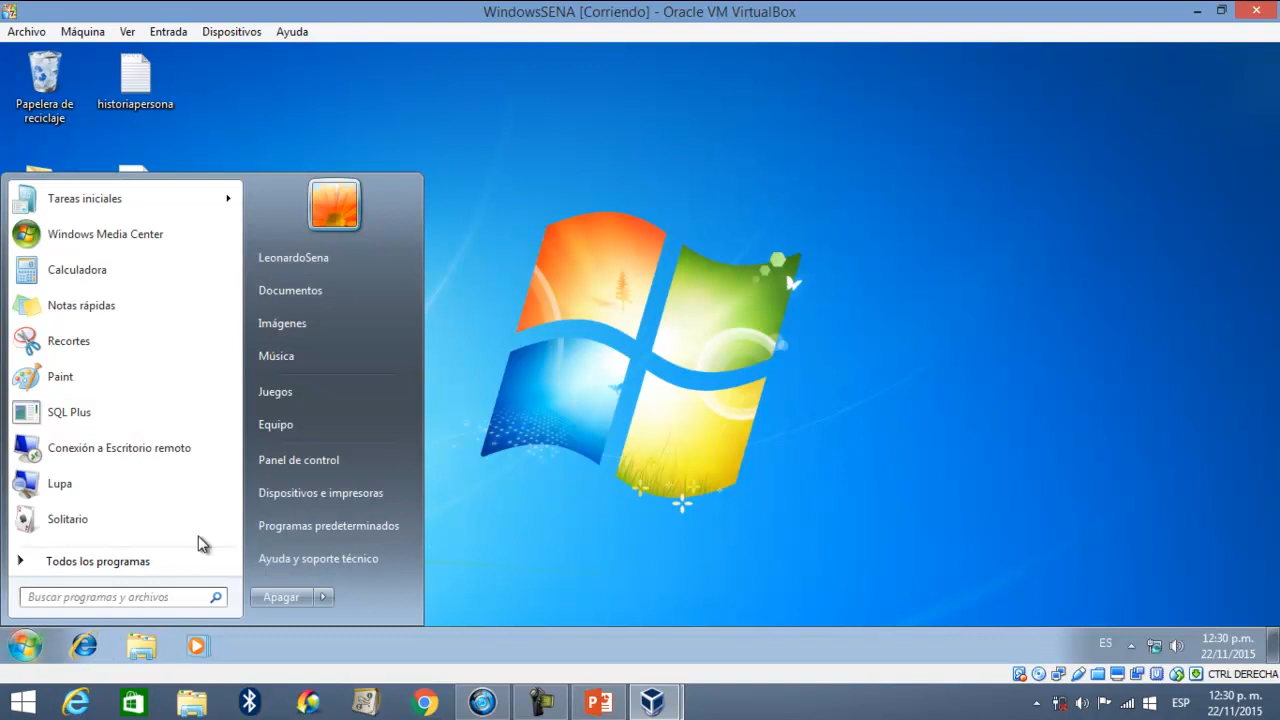 WindowsSENA [Corriendo] - Oracle VM VirtualBox
Archivo Máquina Ver Entrada Dispositivos Ayuda
Papelera de
reciclaje
historiapersona
Tareas iniciales
Windows Media Center
Calculadora
Notas rápidas
Recortes
Paint
SQL Plus
Conexión a Escritorio remoto
Lupa
Solitario
Todos los programas
Buscar programas y archivos
LeonardoSena
Documentos
Imágenes
Música
Juegos
Equipo
Panel de control
Dispositivos e impresoras
Programas predeterminados
Ayuda y soporte técnico
Apagar
ES
12:30 p.m.
22/11/2015
CTRL DERECHA
ESP
12:30 p. m.
22/11/2015